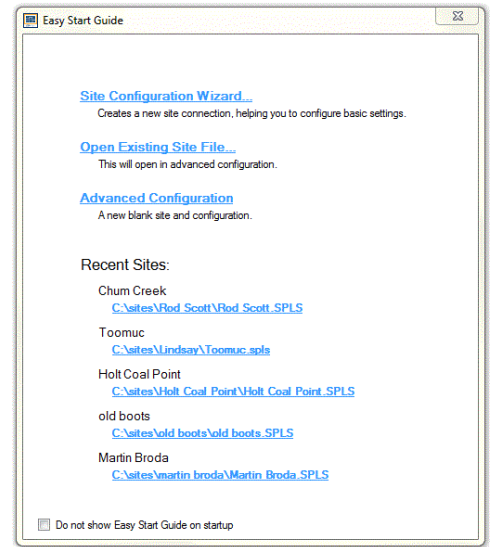 Easy Start Guide
Site Configuration Wizard...
Creates a new site connection, helping you to configure basic settings.
Open Existing Site File...
This will open in advanced configuration.
Advanced Configuration
A new blank site and configuration.
Recent Sites:
Chum Creek
C:\sites\Rod Scott\Rod Scott.SPLS
Toomuc
C:\sites\Lindsay\Toomuc.spls
Holt Coal Point
C:\sites\Holt Coal Point\Holt Coal Point.SPLS
old boots
C:\sites\old boots\old boots.SPLS
Martin Broda
C:\sites\martin broda\Martin Broda.SPLS
Do not show Easy Start Guide on startup